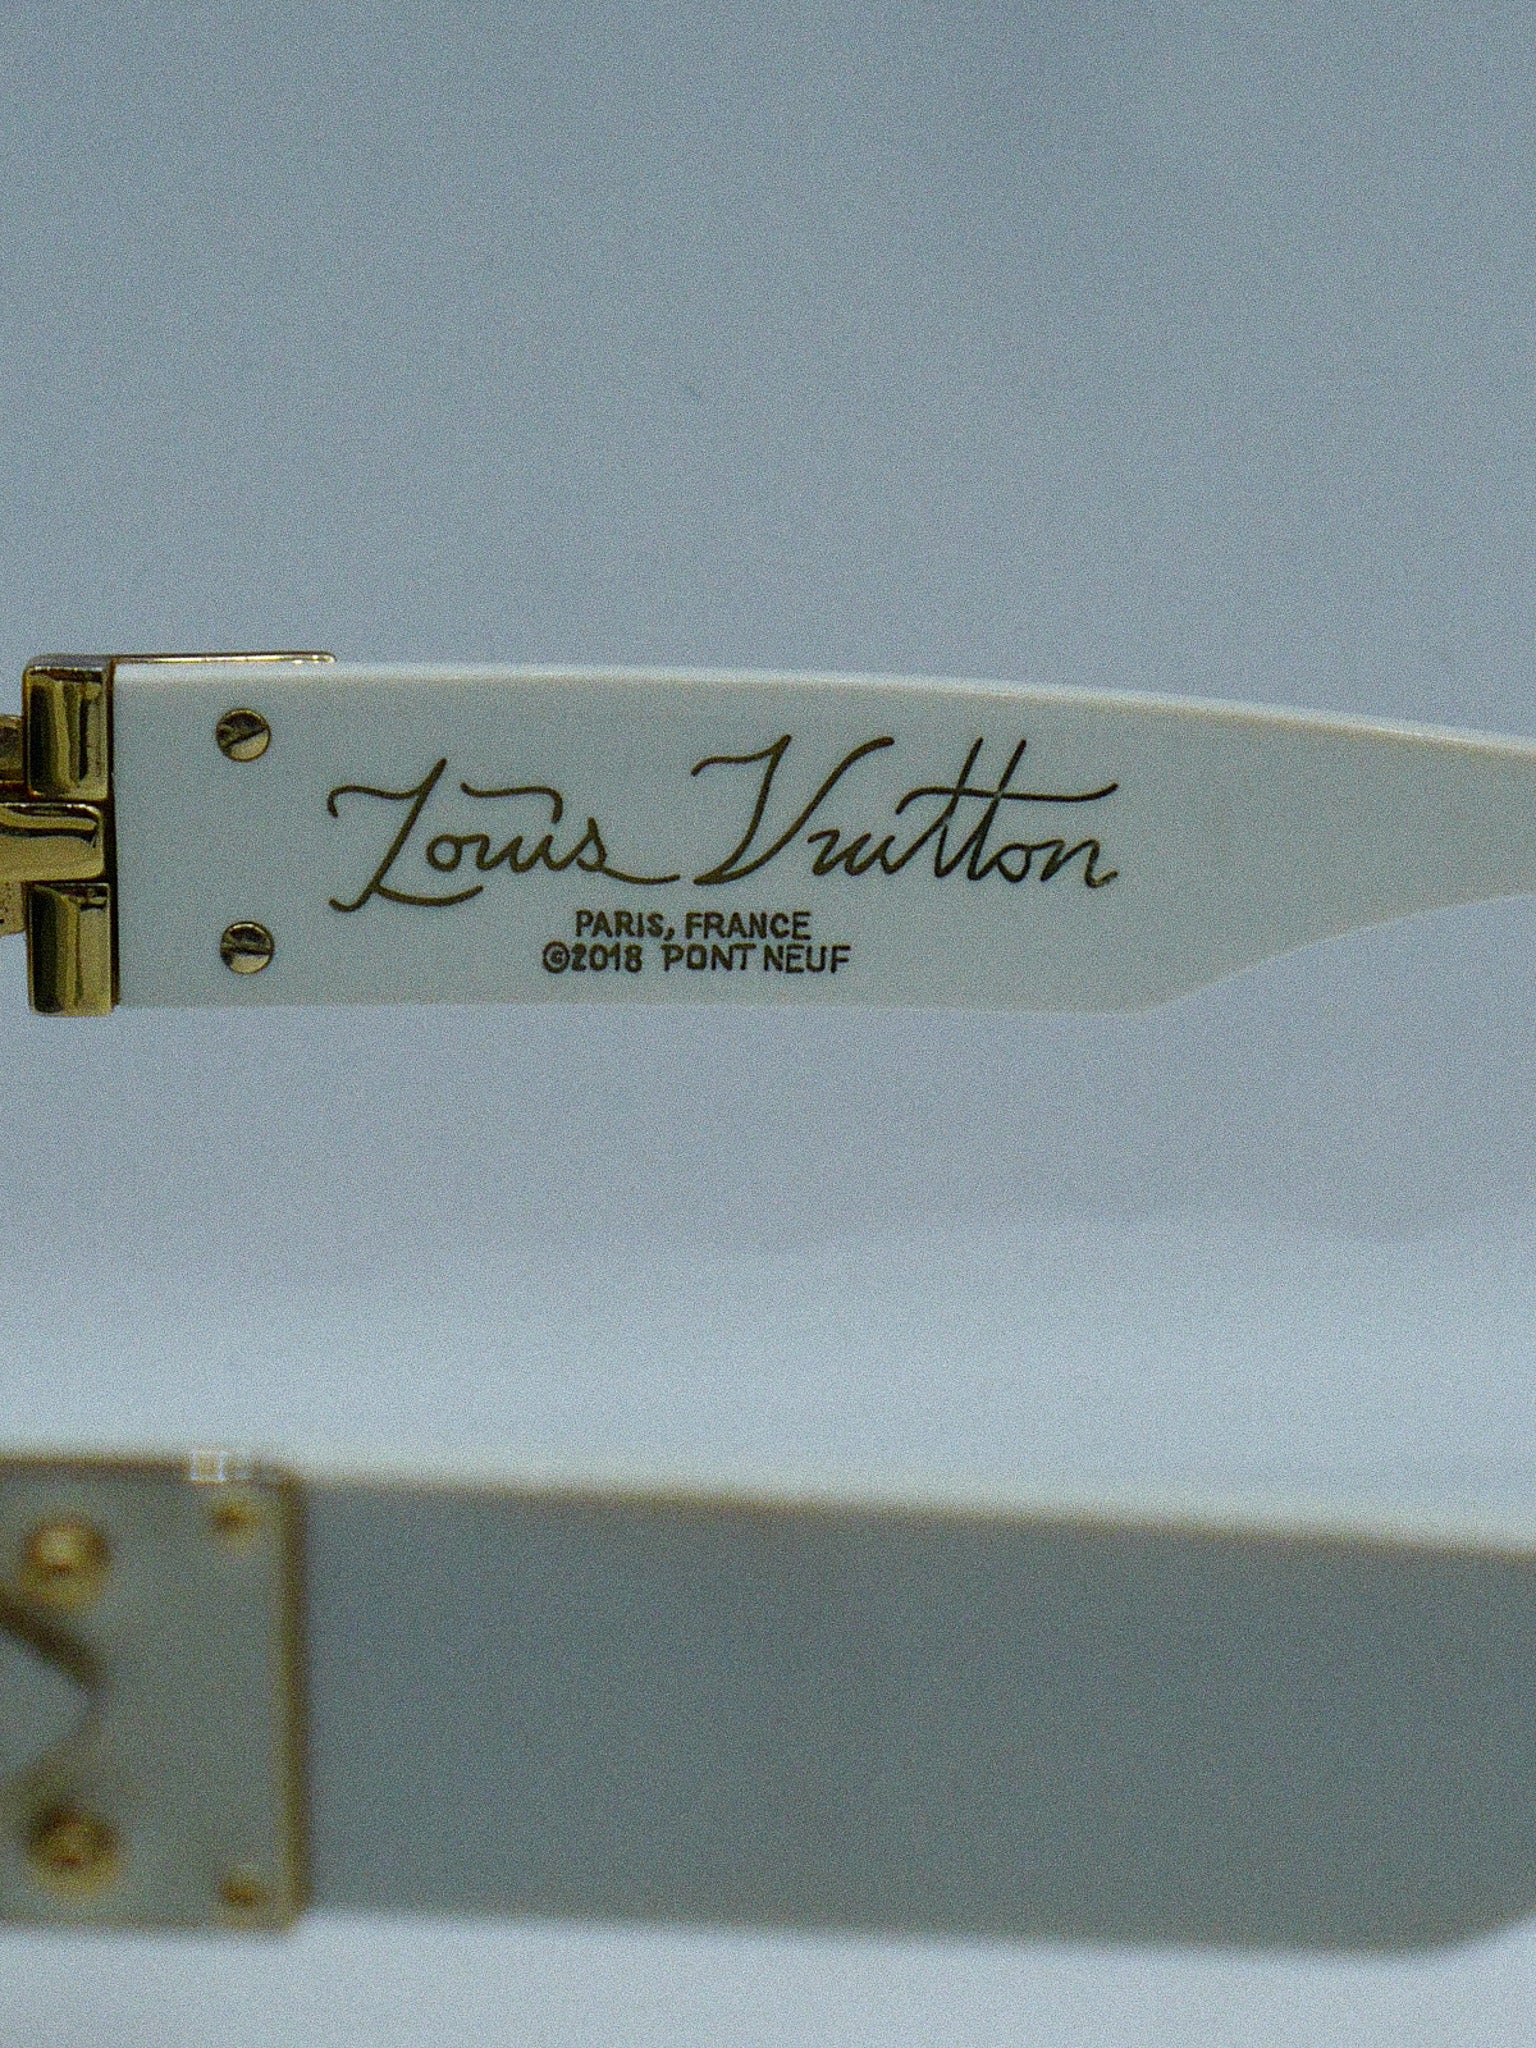 Louis Vuitton
PARIS, FRANCE
©2018 PONT NEUF